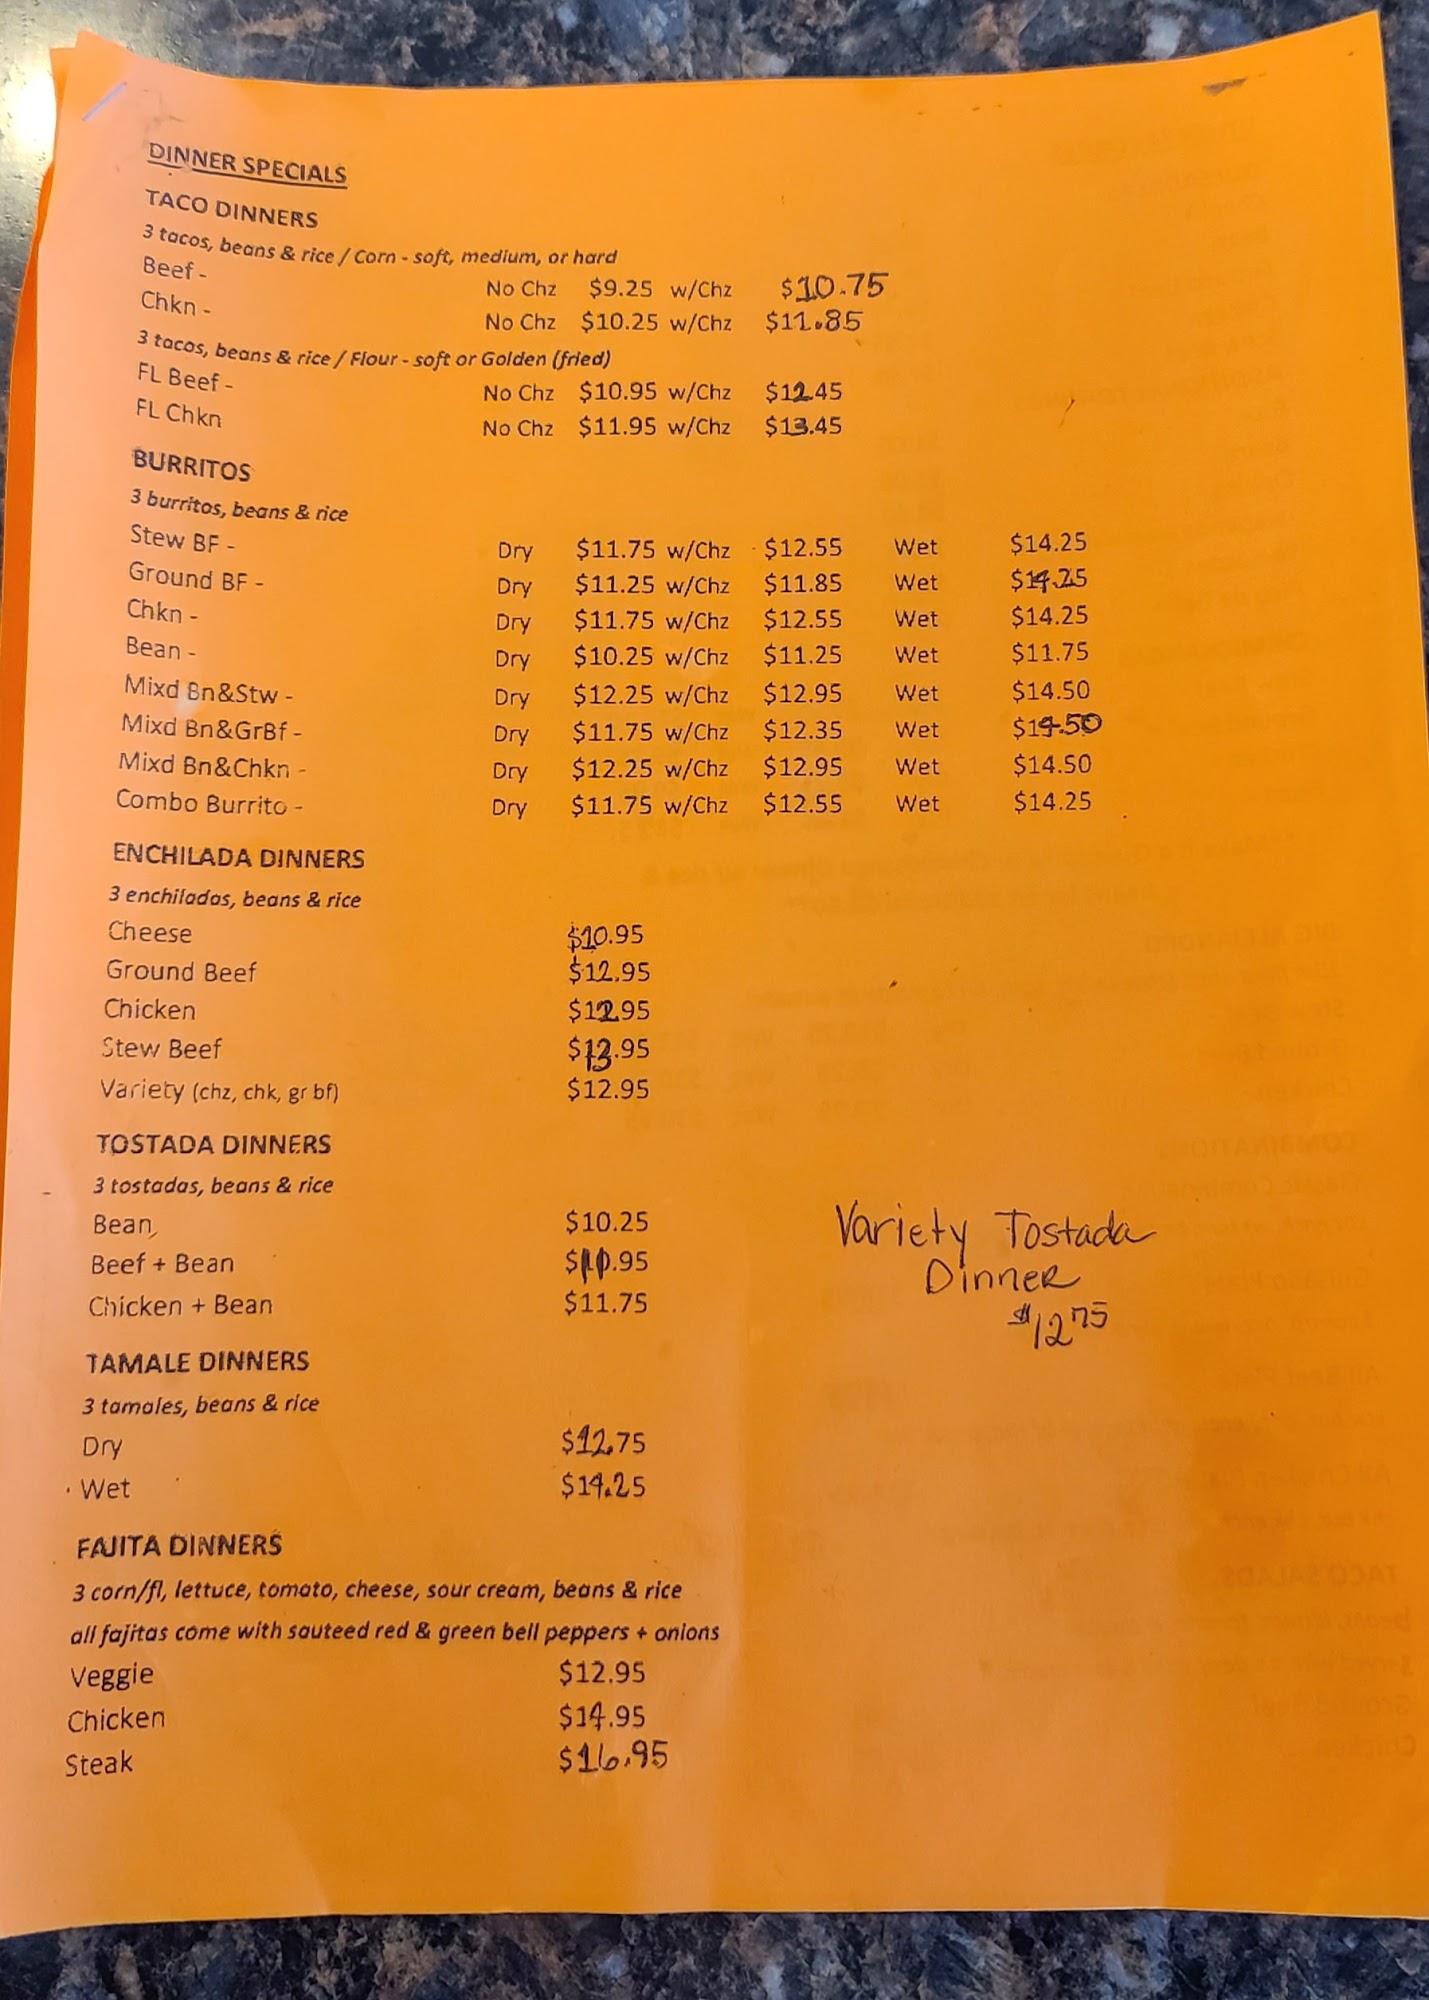 DINNER SPECIALS
TACO DINNERS
3 tacos, beans & rice / Corn - soft, medium, or hard
Beef - No Chz $9.25 w/Chz $10.75
Chkn - No Chz $10.25 w/Chz $11.85
3 tacos, beans & rice / Flour - soft or Golden (fried)
FL Beef - No Chz $10.95 w/Chz $12.45
FL Chkn No Chz $11.95 w/Chz $13.45
BURRITOS
3 burritos, beans & rice
Stew BF - Dry $11.75 w/Chz $12.55 Wet $14.25
Ground BF - Dry $11.25 w/Chz $11.85 Wet $14.25
Chkn - Dry $11.75 w/Chz $12.55 Wet $14.25
Bean - Dry $10.25 w/Chz $11.25 Wet $11.75
Mixd Bn&Stw - Dry $12.25 w/Chz $12.95 Wet $14.50
Mixd Bn&GrBf - Dry $11.75 w/Chz $12.35 Wet $14.50
Mixd Bn&Chkn - Dry $12.25 w/Chz $12.95 Wet $14.50
Combo Burrito - Dry $11.75 w/Chz $12.55 Wet $14.25
ENCHILADA DINNERS
3 enchiladas, beans & rice
Cheese $10.95
Ground Beef $12.95
Chicken $12.95
Stew Beef $13.95
Variety (chz, chk, gr bf) $12.95
TOSTADA DINNERS
3 tostadas, beans & rice
Bean $10.25
Beef + Bean .95
Chicken + Bean $11.75
Variety Tostada
Dinner
$12.75
TAMALE DINNERS
3 tamales, beans & rice
Dry $12.75
Wet $14.25
FAJITA DINNERS
3 corn/fl, lettuce, tomato, cheese, sour cream, beans & rice
all fajitas come with sauteed red & green bell peppers + onions
Veggie $12.95
Chicken $14.95
Steak $16.95